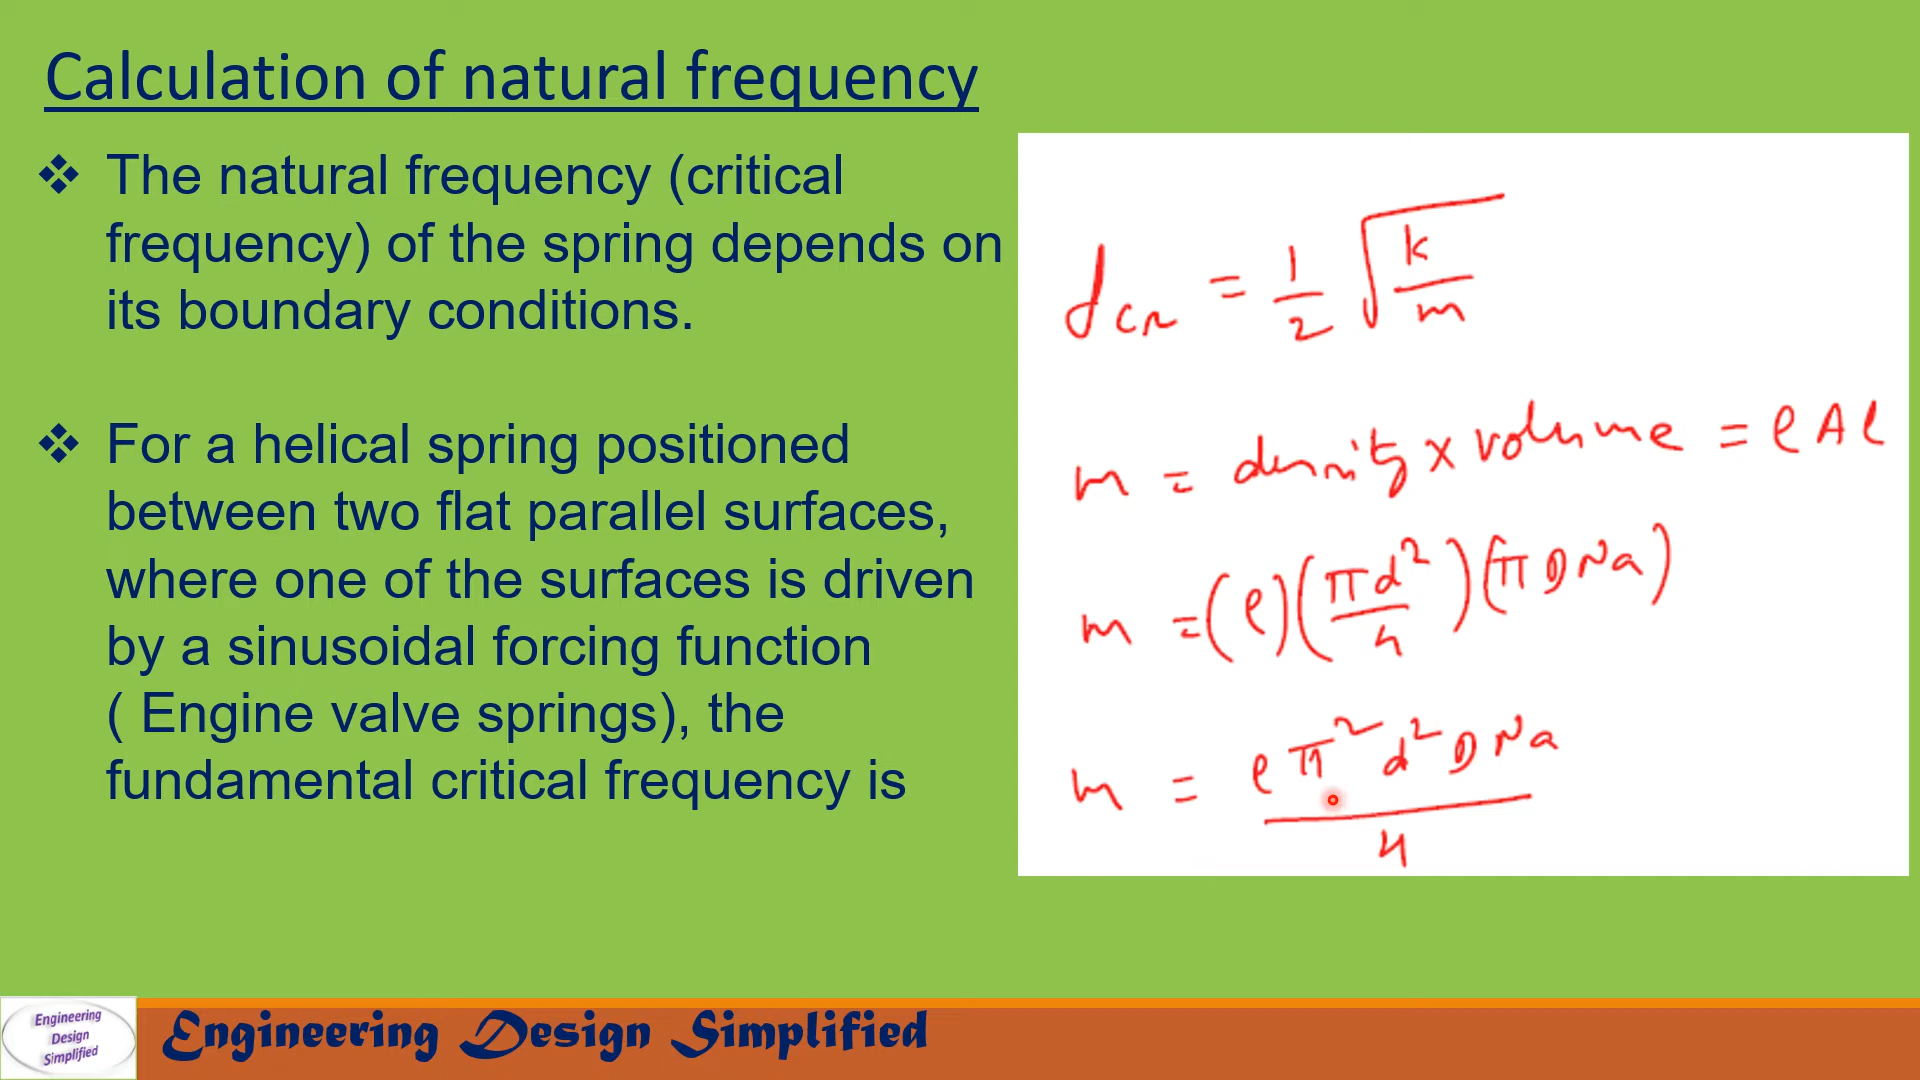 Calculation of natural frequency
❖ The natural frequency (critical
frequency) of the spring depends on
its boundary conditions.
❖ For a helical spring positioned
between two flat parallel surfaces,
where one of the surfaces is driven
by a sinusoidal forcing function
( Engine valve springs), the
fundamental critical frequency is
f_cr = 1/2 √(k/m)
m = density × volume = ρAl
m = (ρ)(πd²/4)(πDNa)
m = ρπ²d²DNa/4
Engineering
Design
Simplified
Engineering Design Simplified